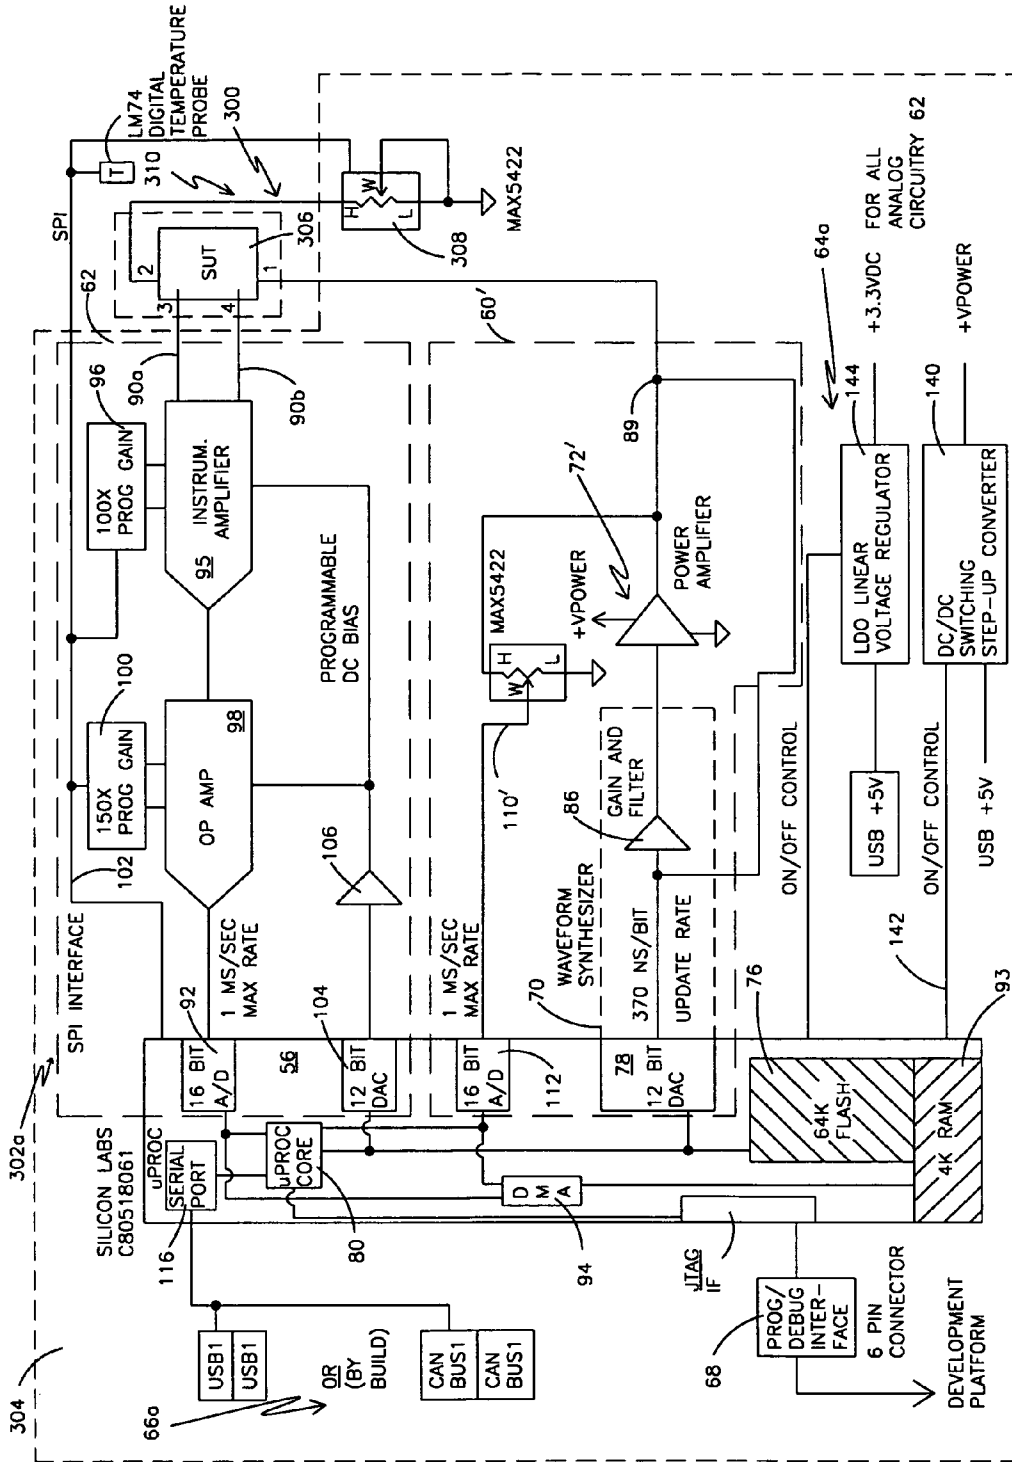 304
302a
SPI INTERFACE
102
100
96
62
SPI
LM74
DIGITAL
TEMPERATURE
PROBE
T
310
300
150X
PROG GAIN
100X
PROG GAIN
90a
90b
OP AMP
98
INSTRUM.
AMPLIFIER
95
3
4
2
1
SUT
306
H
W
L
308
MAX5422
SILICON LABS
C80518061
uPROC
SERIAL
PORT
116
16 BIT
A/D
92
1 MS/SEC
MAX RATE
56
104
12 BIT
DAC
106
PROGRAMMABLE
DC BIAS
60'
uPROC
CORE
80
USB1
USB1
OR
(BY
BUILD)
66a
CAN
BUS1
CAN
BUS1
D
M
A
94
16 BIT
A/D
112
1 MS/SEC
MAX RATE
110'
MAX5422
H
W
L
+VPOWER
72'
POWER
AMPLIFIER
89
70
WAVEFORM
SYNTHESIZER
78
12 BIT
DAC
370 NS/BIT
UPDATE RATE
86
GAIN AND
FILTER
JTAG
IF
68
PROG/
DEBUG
INTER-
FACE
6 PIN
CONNECTOR
DEVELOPMENT
PLATFORM
64K
FLASH
76
4K RAM
93
ON/OFF CONTROL
USB +5V
LDO LINEAR
VOLTAGE REGULATOR
144
64a
+3.3VDC FOR ALL
ANALOG
CIRCUITRY 62
ON/OFF CONTROL
142
USB +5V
DC/DC
SWITCHING
STEP-UP CONVERTER
140
+VPOWER